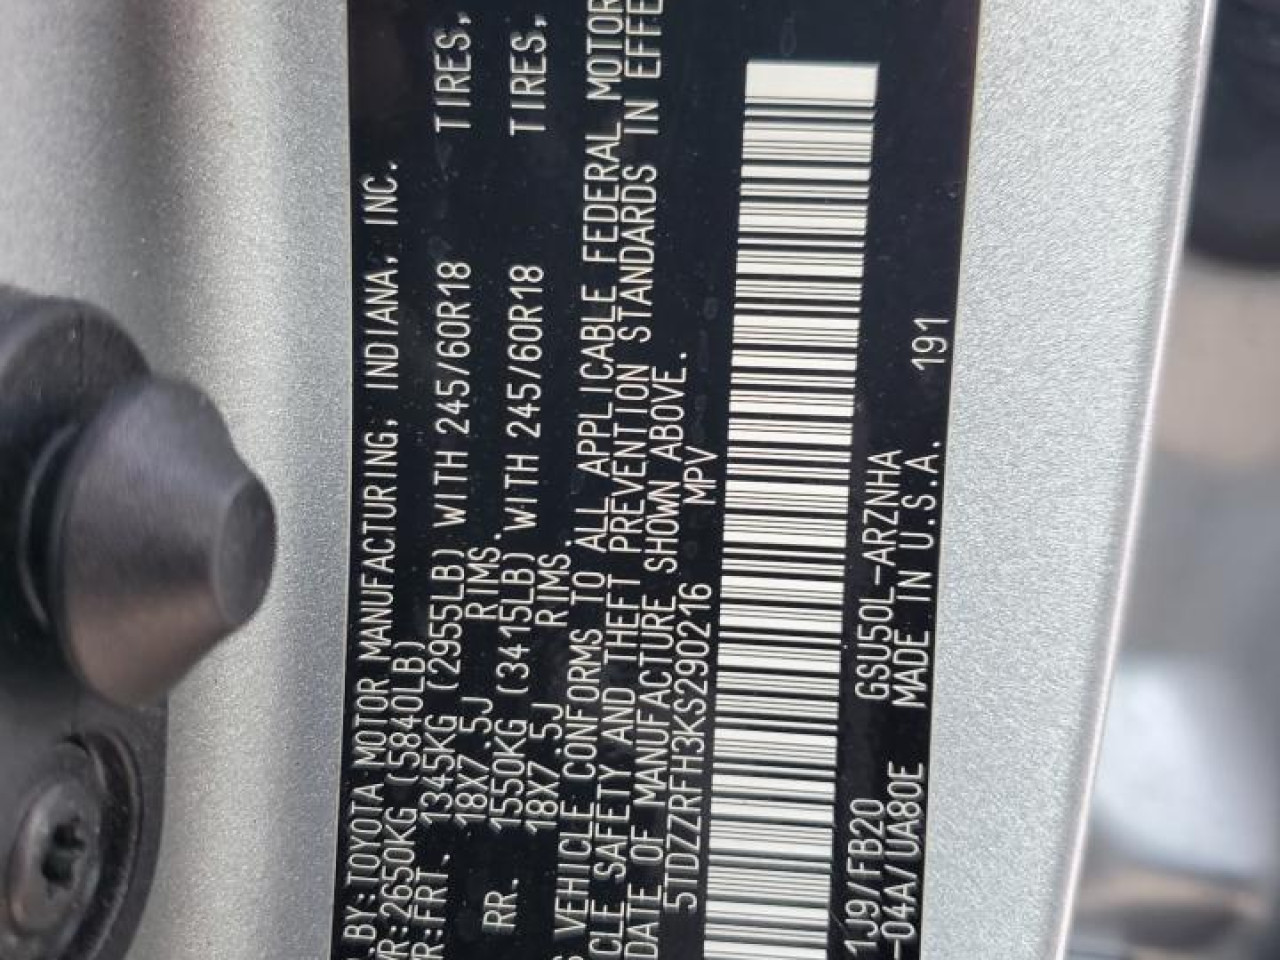 .BY:TOYOTA MOTOR MANUFACTURING, INDIANA, INC.
WR:2650KG (5840LB)
R:FRT. 1345KG (2955LB) WITH 245/60R18 TIRES,
18X7.5J RIMS.
RR. 1550KG (3415LB) WITH 245/60R18 TIRES,
18X7.5J RIMS.
S VEHICLE CONFORMS TO ALL APPLICABLE FEDERAL MOTOR
CLE SAFETY AND THEFT PREVENTION STANDARDS IN EFFE
DATE OF MANUFACTURE SHOWN ABOVE.
5TDZZRFH3KS290216 MPV
1J9/FB20 GSU50L-ARZNHA
-04A/UA80E MADE IN U.S.A. 191